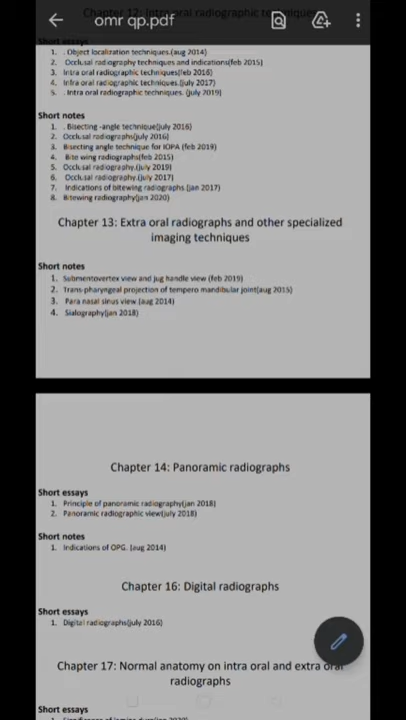 Chapter 12: Intra oral radiographic techniques
omr qp.pdf
Short essays
1. . Object localization techniques.(aug 2014)
2. Occlusal radiography techniques and indications(feb 2015)
3. Intra oral radiographic techniques(feb 2016)
4. Intra oral radiographic techniques.(july 2017)
5. . Intra oral radiographic techniques. (july 2019)
Short notes
1. . Bisecting -angle technique(july 2016)
2. Occlusal radiographs(july 2016)
3. Bisecting angle technique for IOPA (feb 2019)
4. Bite wing radiographs(feb 2015)
5. Occlusal radiography.(july 2019)
6. Occlusal radiography.(july 2017)
7. Indications of bitewing radiographs.(jan 2017)
8. Bitewing radiography(jan 2020)
Chapter 13: Extra oral radiographs and other specialized
imaging techniques
Short notes
1. Submentovertex view and jug handle view (feb 2019)
2. Trans-pharyngeal projection of tempero mandibular joint(aug 2015)
3. Para nasal sinus view (aug 2014)
4. Sialography(jan 2018)
Chapter 14: Panoramic radiographs
Short essays
1. Principle of panoramic radiography(jan 2018)
2. Panoramic radiographic view(july 2018)
Short notes
1. Indications of OPG. (aug 2014)
Chapter 16: Digital radiographs
Short essays
1. Digital radiographs(july 2016)
Chapter 17: Normal anatomy on intra oral and extra oral
radiographs
Short essays